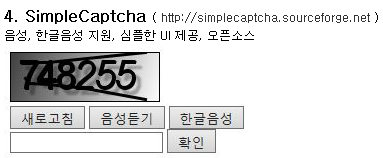 4. SimpleCaptcha ( http://simplecaptcha.sourceforge.net )
음성, 한글음성 지원, 심플한 UI 제공, 오픈소스
748255
새로고침 음성듣기 한글음성
확인